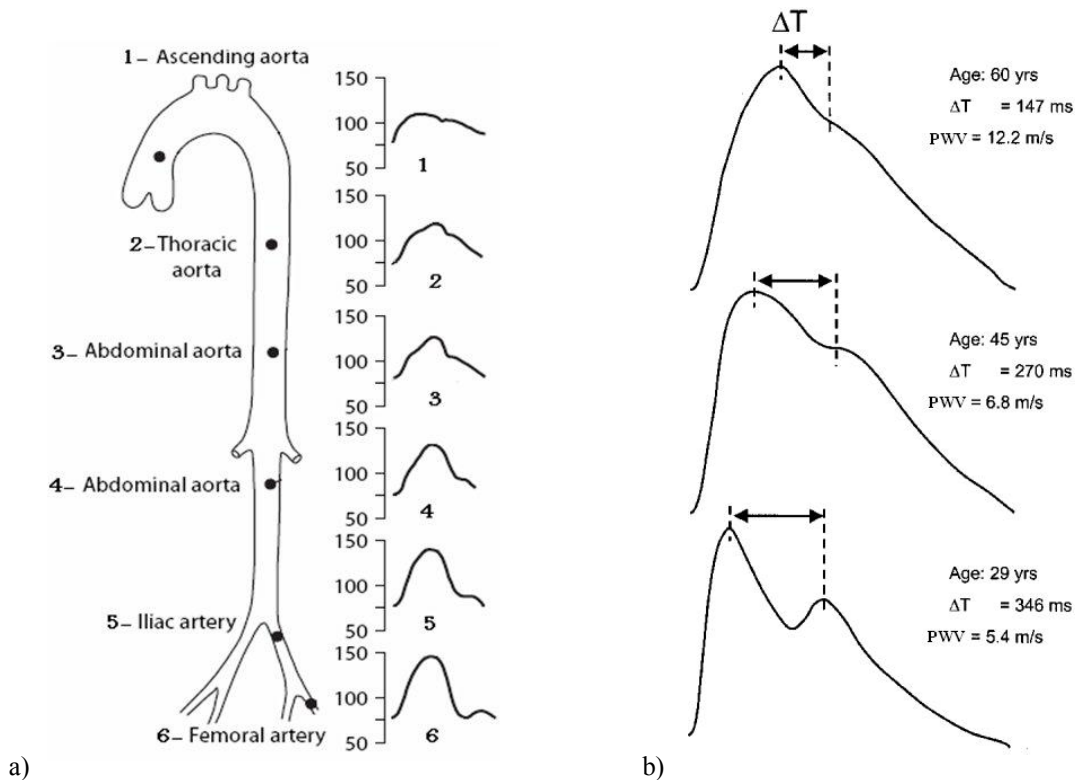 1– Ascending aorta
150
100
50
1
2– Thoracic
aorta
150
100
50
2
3– Abdominal aorta
150
100
50
3
4– Abdominal aorta
150
100
50
4
5– Iliac artery
150
100
50
5
6– Femoral artery
150
100
50
6
a)
ΔT
Age: 60 yrs
ΔT = 147 ms
PWV = 12.2 m/s
Age: 45 yrs
ΔT = 270 ms
PWV = 6.8 m/s
Age: 29 yrs
ΔT = 346 ms
PWV = 5.4 m/s
b)